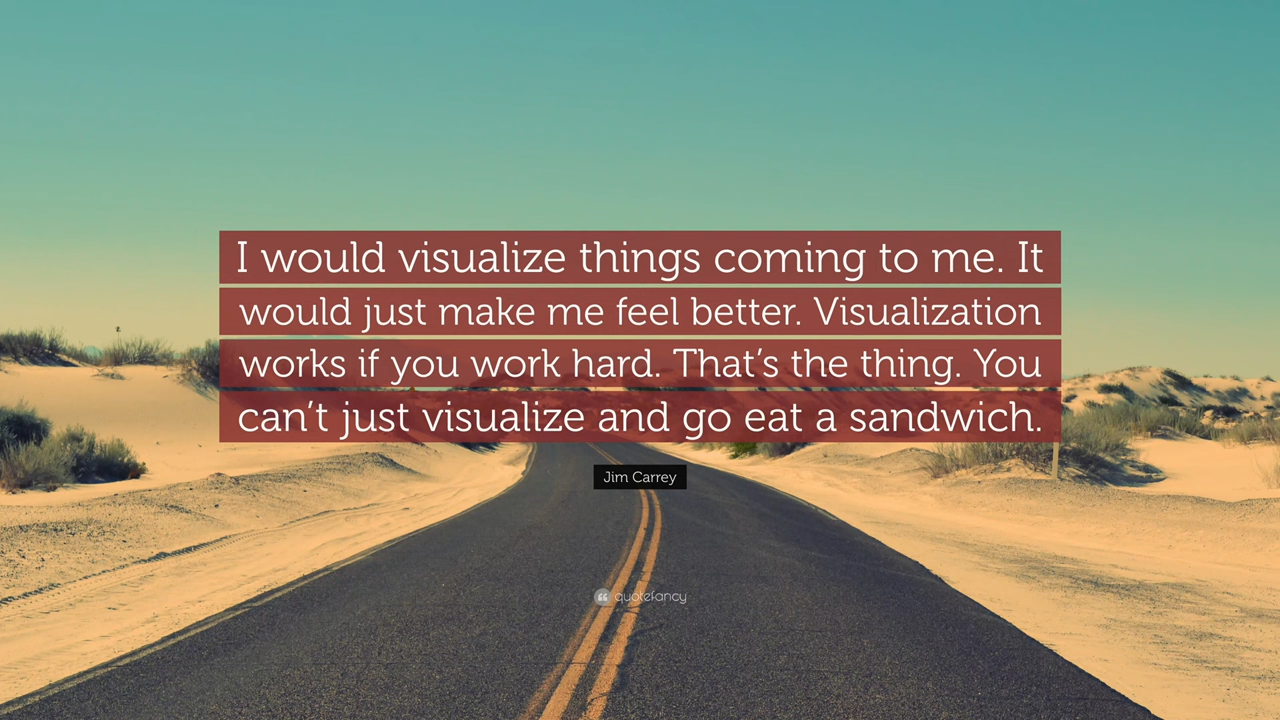 I would visualize things coming to me. It
would just make me feel better. Visualization
works if you work hard. That’s the thing. You
can’t just visualize and go eat a sandwich.
Jim Carrey
quotefancy